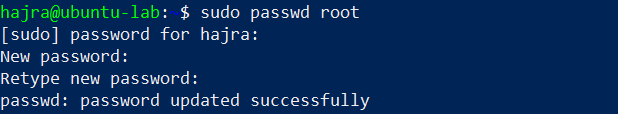 hajra@ubuntu-lab:~$ sudo passwd root
[sudo] password for hajra:
New password:
Retype new password:
passwd: password updated successfully